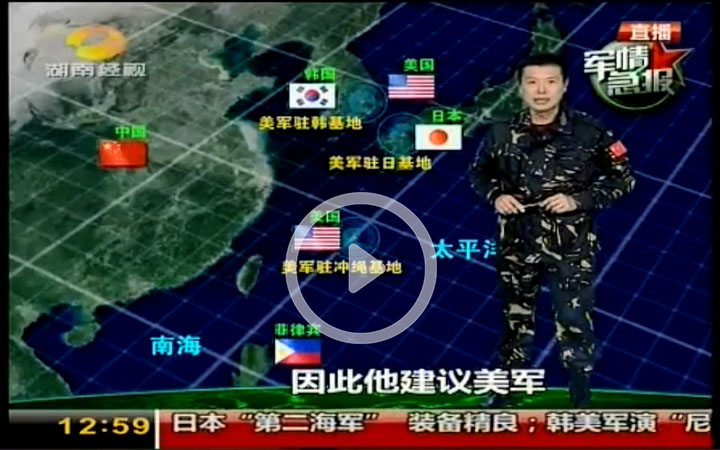 湖南经视
直播
军情
急报
韩国
美国
美军驻韩基地
日本
中国
美军驻日基地
美国
美军驻冲绳基地
太平洋
南海
菲律宾
因此他建议美军
12:59
日本“第二海军” 装备精良；韩美军演“尼